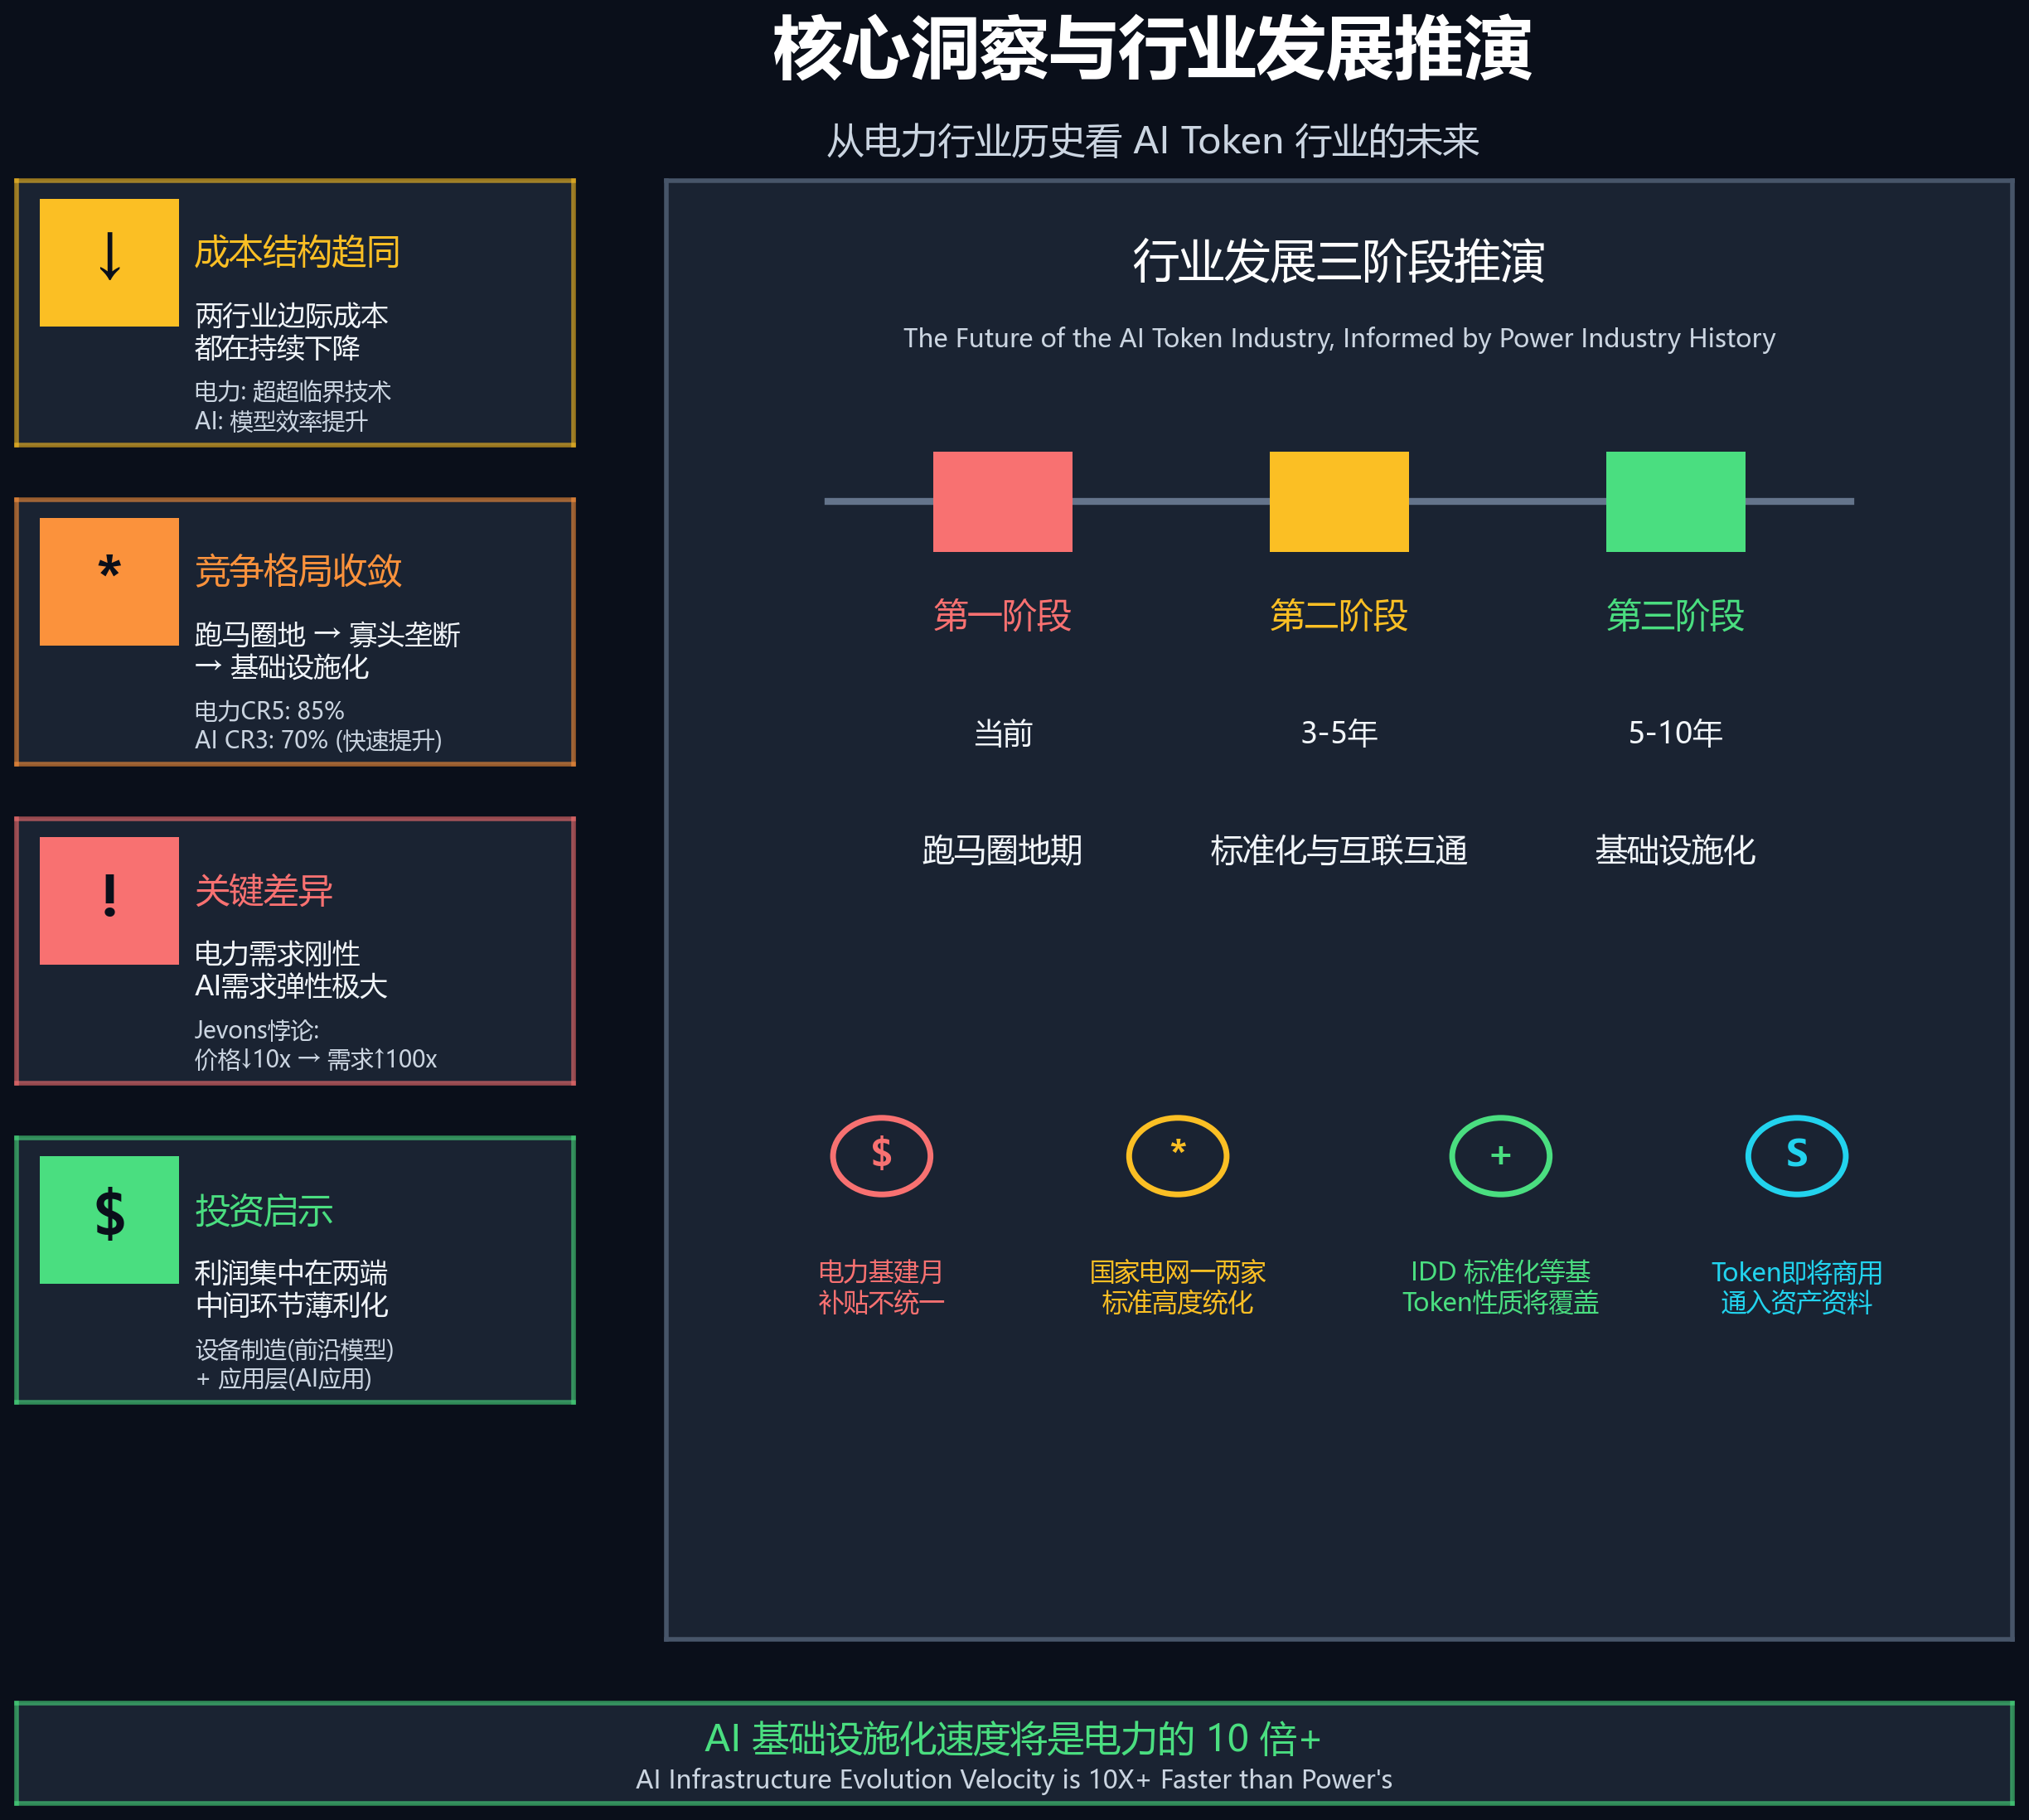 核心洞察与行业发展推演
从电力行业历史看 AI Token 行业的未来
↓
成本结构趋同
两行业边际成本
都在持续下降
电力: 超超临界技术
AI: 模型效率提升
*
竞争格局收敛
跑马圈地 → 寡头垄断
→ 基础设施化
电力CR5: 85%
AI CR3: 70% (快速提升)
!
关键差异
电力需求刚性
AI需求弹性极大
Jevons悖论:
价格↓10x → 需求↑100x
$
投资启示
利润集中在两端
中间环节薄利化
设备制造(前沿模型)
+ 应用层(AI应用)
行业发展三阶段推演
The Future of the AI Token Industry, Informed by Power Industry History
第一阶段
第二阶段
第三阶段
当前
3-5年
5-10年
跑马圈地期
标准化与互联互通
基础设施化
$
*
+
S
电力基建月
补贴不统一
国家电网一两家
标准高度统化
IDD 标准化等基
Token性质将覆盖
Token即将商用
通入资产资料
AI 基础设施化速度将是电力的 10 倍+
AI Infrastructure Evolution Velocity is 10X+ Faster than Power's